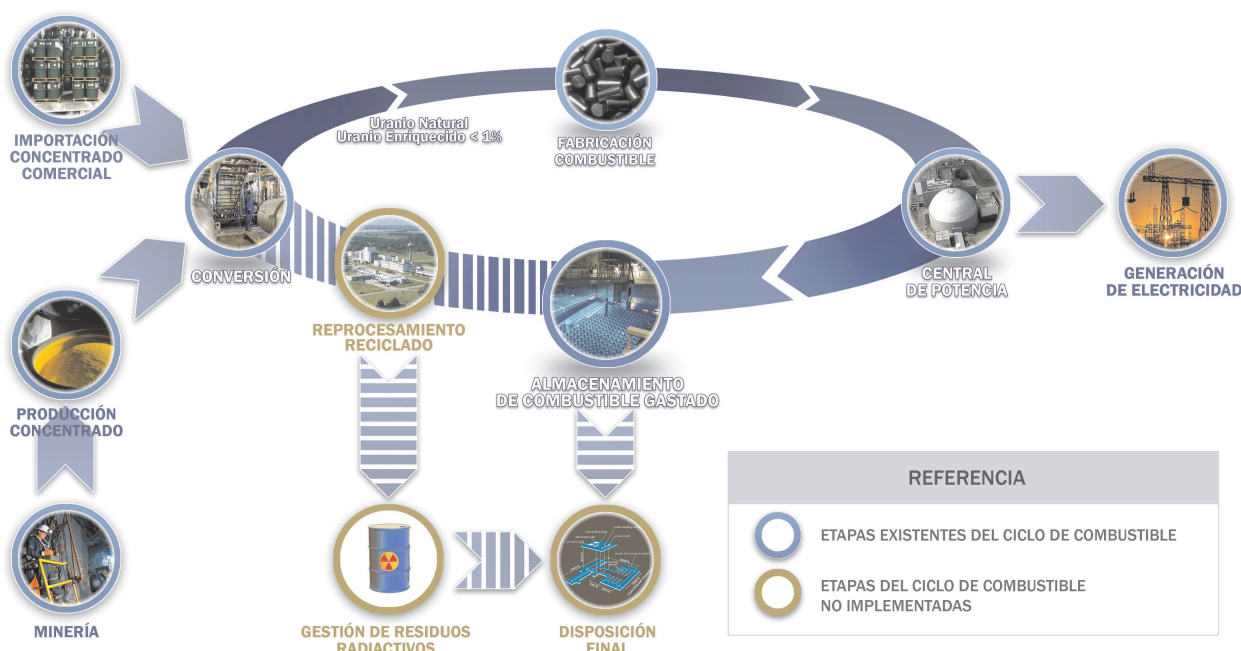 IMPORTACIÓN
CONCENTRADO
COMERCIAL
Uranio Natural
Uranio Enriquecido < 1%
FABRICACIÓN
COMBUSTIBLE
CONVERSIÓN
CENTRAL
DE POTENCIA
GENERACIÓN
DE ELECTRICIDAD
REPROCESAMIENTO
RECICLADO
ALMACENAMIENTO
DE COMBUSTIBLE GASTADO
PRODUCCIÓN
CONCENTRADO
MINERÍA
GESTIÓN DE RESIDUOS
RADIACTIVOS
DISPOSICIÓN
FINAL
REFERENCIA
ETAPAS EXISTENTES DEL CICLO DE COMBUSTIBLE
ETAPAS DEL CICLO DE COMBUSTIBLE
NO IMPLEMENTADAS